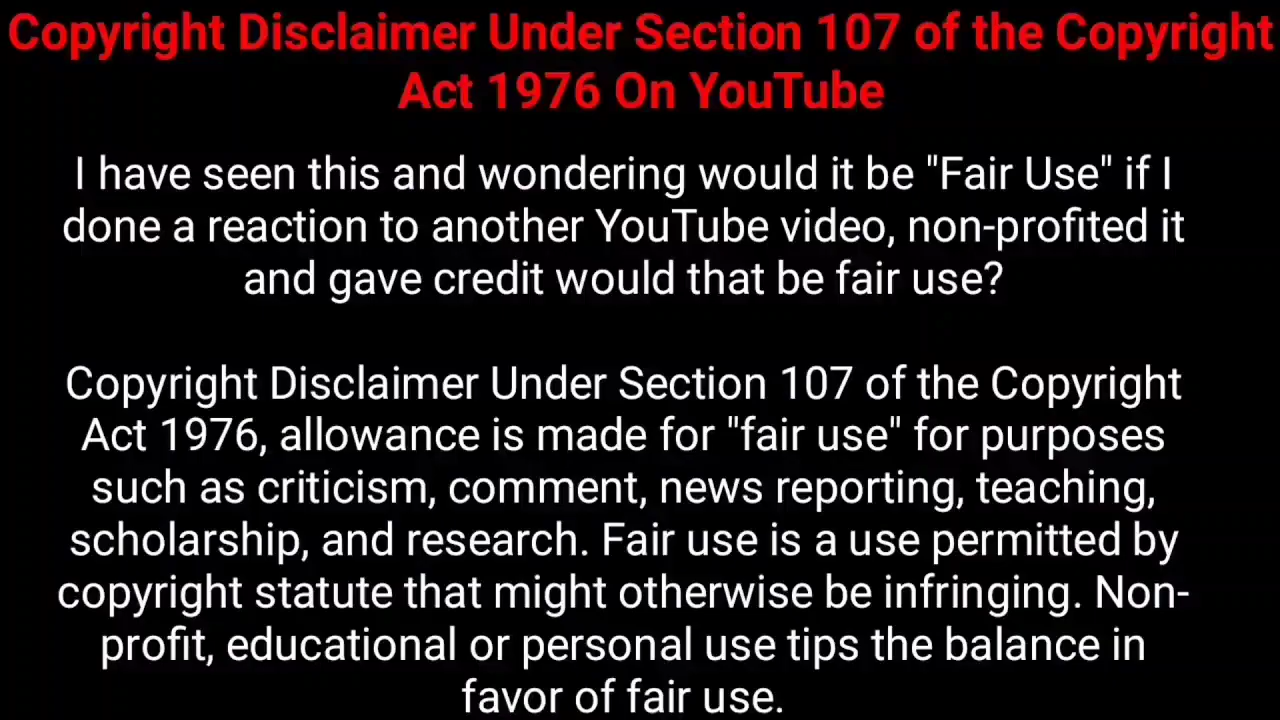 Copyright Disclaimer Under Section 107 of the Copyright
Act 1976 On YouTube
I have seen this and wondering would it be "Fair Use" if I
done a reaction to another YouTube video, non-profited it
and gave credit would that be fair use?
Copyright Disclaimer Under Section 107 of the Copyright
Act 1976, allowance is made for "fair use" for purposes
such as criticism, comment, news reporting, teaching,
scholarship, and research. Fair use is a use permitted by
copyright statute that might otherwise be infringing. Non-
profit, educational or personal use tips the balance in
favor of fair use.